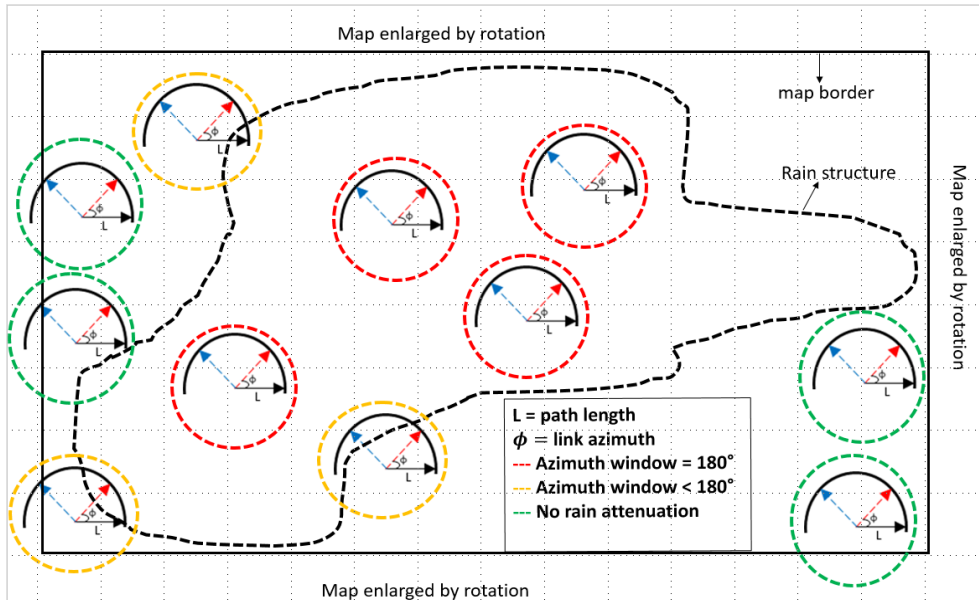 Map enlarged by rotation
map border
Rain structure
Map enlarged by rotation
ϕ
L
ϕ
L
ϕ
L
ϕ
L
ϕ
L
ϕ
L
ϕ
L
ϕ
L
ϕ
L
ϕ
L
ϕ
L
L = path length
ϕ = link azimuth
Azimuth window = 180°
Azimuth window < 180°
No rain attenuation
Map enlarged by rotation